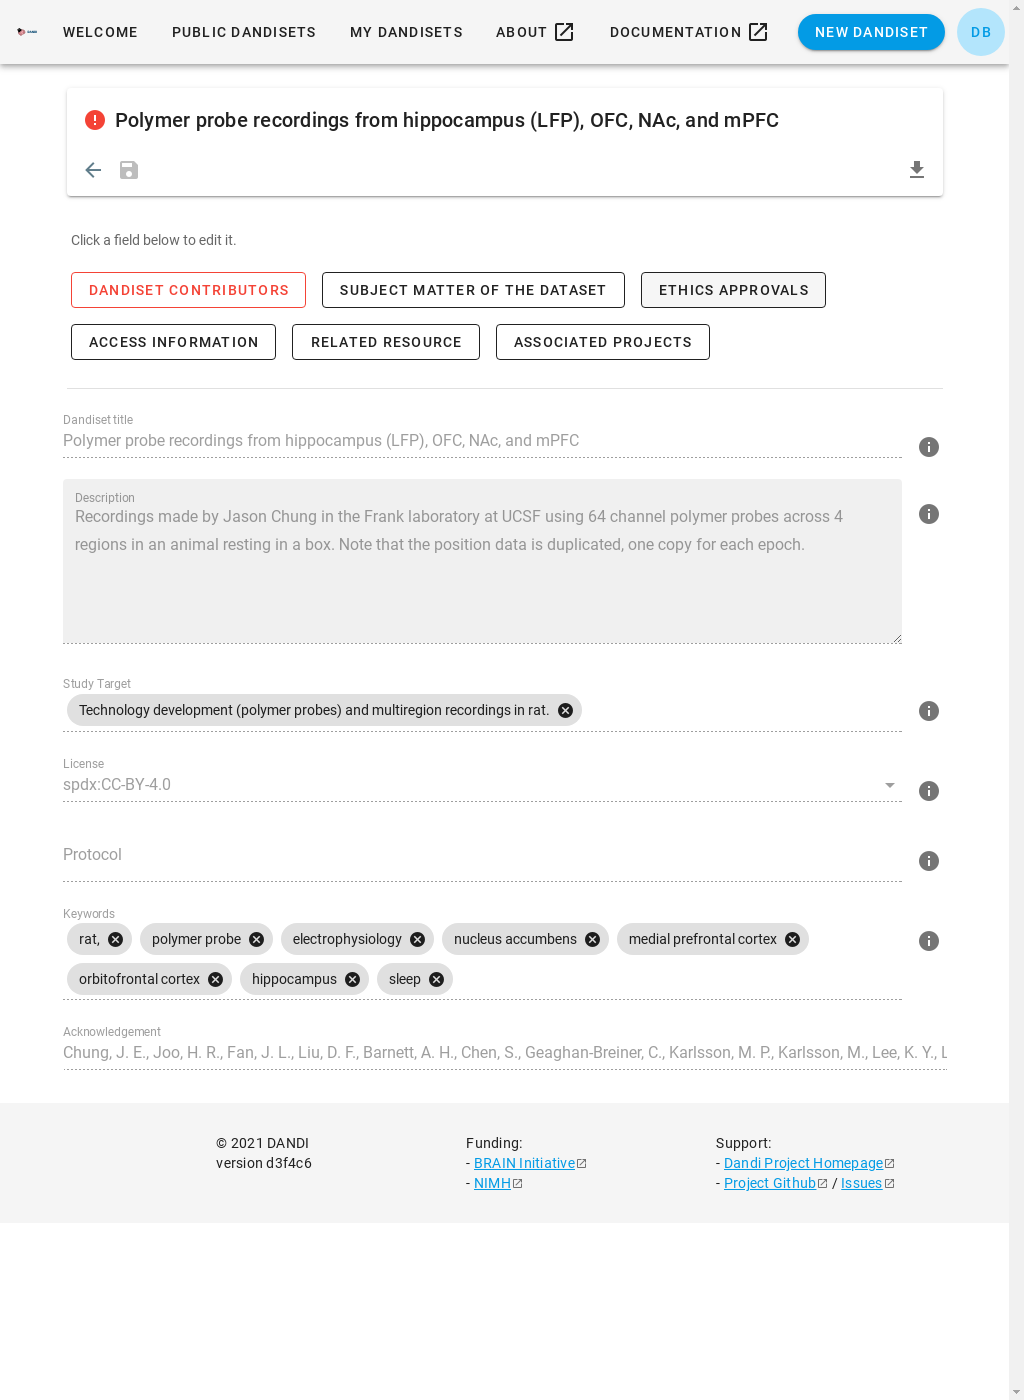 WELCOME PUBLIC DANDISETS MY DANDISETS ABOUT DOCUMENTATION NEW DANDISET DB
Polymer probe recordings from hippocampus (LFP), OFC, NAc, and mPFC
Click a field below to edit it.
DANDISET CONTRIBUTORS SUBJECT MATTER OF THE DATASET ETHICS APPROVALS
ACCESS INFORMATION RELATED RESOURCE ASSOCIATED PROJECTS
Dandiset title
Polymer probe recordings from hippocampus (LFP), OFC, NAc, and mPFC
Description
Recordings made by Jason Chung in the Frank laboratory at UCSF using 64 channel polymer probes across 4
regions in an animal resting in a box. Note that the position data is duplicated, one copy for each epoch.
Study Target
Technology development (polymer probes) and multiregion recordings in rat.
License
spdx:CC-BY-4.0
Protocol
Keywords
rat, polymer probe electrophysiology nucleus accumbens medial prefrontal cortex
orbitofrontal cortex hippocampus sleep
Acknowledgement
Chung, J. E., Joo, H. R., Fan, J. L., Liu, D. F., Barnett, A. H., Chen, S., Geaghan-Breiner, C., Karlsson, M. P., Karlsson, M., Lee, K. Y., L
© 2021 DANDI Funding: Support:
version d3f4c6 - BRAIN Initiative - Dandi Project Homepage
- NIMH - Project Github / Issues